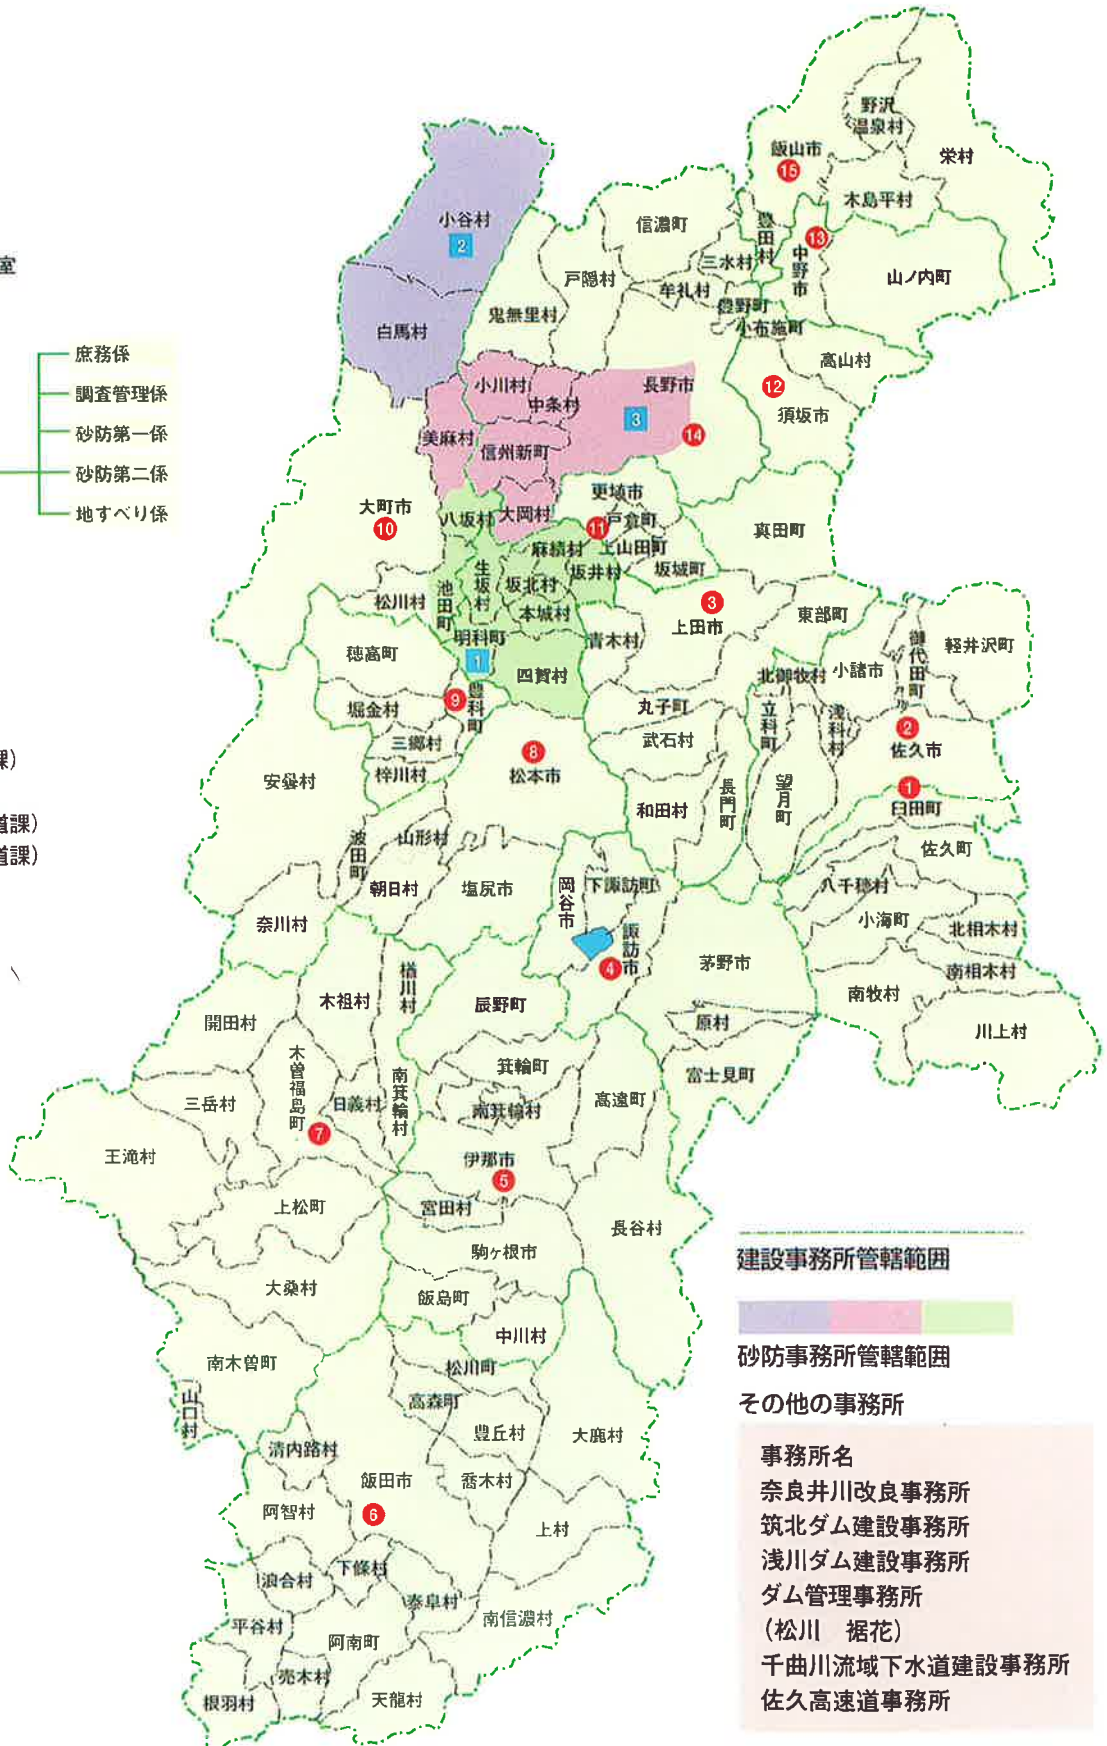 室
庶務係
調査管理係
砂防第一係
砂防第二係
地すべり係
課)
道課)
道課)
野沢
温泉村
飯山市
15
栄村
木島平村
小谷村
2
信濃町
豊田村
13
中野市
三水村
戸隠村
牟礼村
山ノ内町
豊野町
鬼無里村
小布施町
白馬村
高山村
小川村
長野市
中条村
3
12
須坂市
美麻村
信州新町
14
更埴市
大町市
10
八坂村
大岡村
11
戸倉町
真田町
麻績村
上山田町
坂井村
坂城町
生坂村
坂北村
池田町
松川村
本城村
3
上田市
東部町
明科町
1
青木村
御代田町
軽井沢町
穂高町
四賀村
北御牧村
小諸市
9
豊科町
堀金村
丸子町
立科町
浅科村
2
佐久市
三郷村
武石村
8
松本市
安曇村
梓川村
長門町
望月町
1
臼田町
和田村
波田町
山形村
佐久町
朝日村
塩尻市
岡谷市
下諏訪町
八千穂村
小海町
北相木村
奈川村
諏訪市
4
茅野市
南相木村
楢川村
木祖村
辰野町
南牧村
開田村
原村
川上村
木曽福島町
箕輪町
富士見町
三岳村
日義村
南箕輪村
南箕輪村
高遠町
7
王滝村
伊那市
5
上松町
宮田村
長谷村
駒ヶ根市
大桑村
飯島町
中川村
南木曽町
松川町
山口村
高森町
豊丘村
大鹿村
清内路村
飯田市
喬木村
6
阿智村
上村
下條村
浪合村
泰阜村
平谷村
南信濃村
阿南町
売木村
根羽村
天龍村
建設事務所管轄範囲
砂防事務所管轄範囲
その他の事務所
事務所名
奈良井川改良事務所
筑北ダム建設事務所
浅川ダム建設事務所
ダム管理事務所
(松川　裾花)
千曲川流域下水道建設事務所
佐久高速道事務所